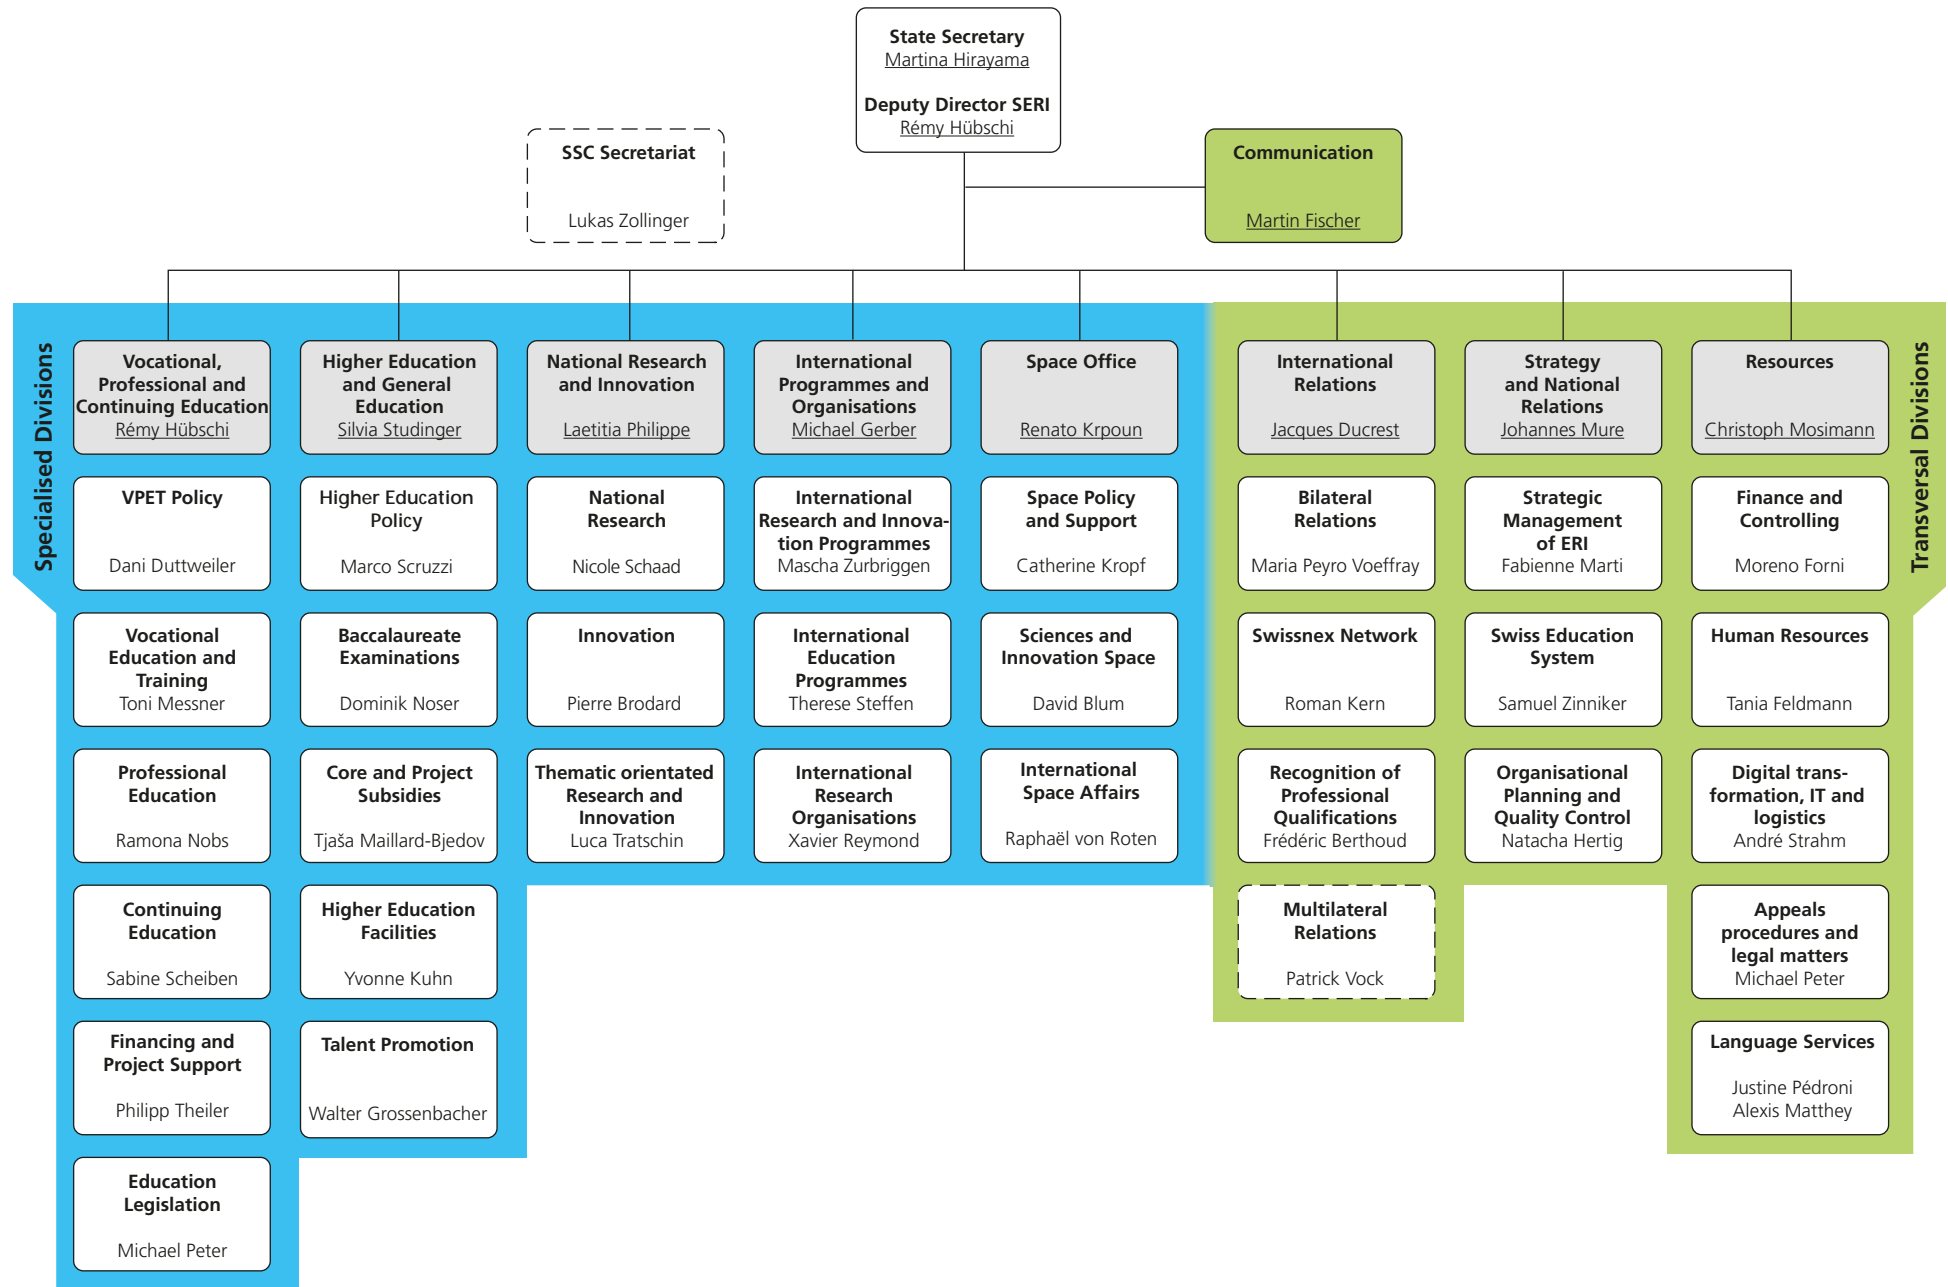 State Secretary
Martina Hirayama
Deputy Director SERI
Rémy Hübschi
SSC Secretariat
Lukas Zollinger
Communication
Martin Fischer
Specialised Divisions
Vocational,
Professional and
Continuing Education
Rémy Hübschi
VPET Policy
Dani Duttweiler
Vocational
Education and
Training
Toni Messner
Professional
Education
Ramona Nobs
Continuing
Education
Sabine Scheiben
Financing and
Project Support
Philipp Theiler
Education
Legislation
Michael Peter
Higher Education
and General
Education
Silvia Studinger
Higher Education
Policy
Marco Scruzzi
Baccalaureate
Examinations
Dominik Noser
Core and Project
Subsidies
Tjaša Maillard-Bjedov
Higher Education
Facilities
Yvonne Kuhn
Talent Promotion
Walter Grossenbacher
National Research
and Innovation
Laetitia Philippe
National
Research
Nicole Schaad
Innovation
Pierre Brodard
Thematic orientated
Research and
Innovation
Luca Tratschin
International
Programmes and
Organisations
Michael Gerber
International
Research and Innova-
tion Programmes
Mascha Zurbriggen
International
Education
Programmes
Therese Steffen
International
Research
Organisations
Xavier Reymond
Space Office
Renato Krpoun
Space Policy
and Support
Catherine Kropf
Sciences and
Innovation Space
David Blum
International
Space Affairs
Raphaël von Roten
International
Relations
Jacques Ducrest
Bilateral
Relations
Maria Peyro Voeffray
Swissnex Network
Roman Kern
Recognition of
Professional
Qualifications
Frédéric Berthoud
Multilateral
Relations
Patrick Vock
Strategy
and National
Relations
Johannes Mure
Strategic
Management
of ERI
Fabienne Marti
Swiss Education
System
Samuel Zinniker
Organisational
Planning and
Quality Control
Natacha Hertig
Resources
Christoph Mosimann
Finance and
Controlling
Moreno Forni
Human Resources
Tania Feldmann
Digital trans-
formation, IT and
logistics
André Strahm
Appeals
procedures and
legal matters
Michael Peter
Language Services
Justine Pédroni
Alexis Matthey
Transversal Divisions